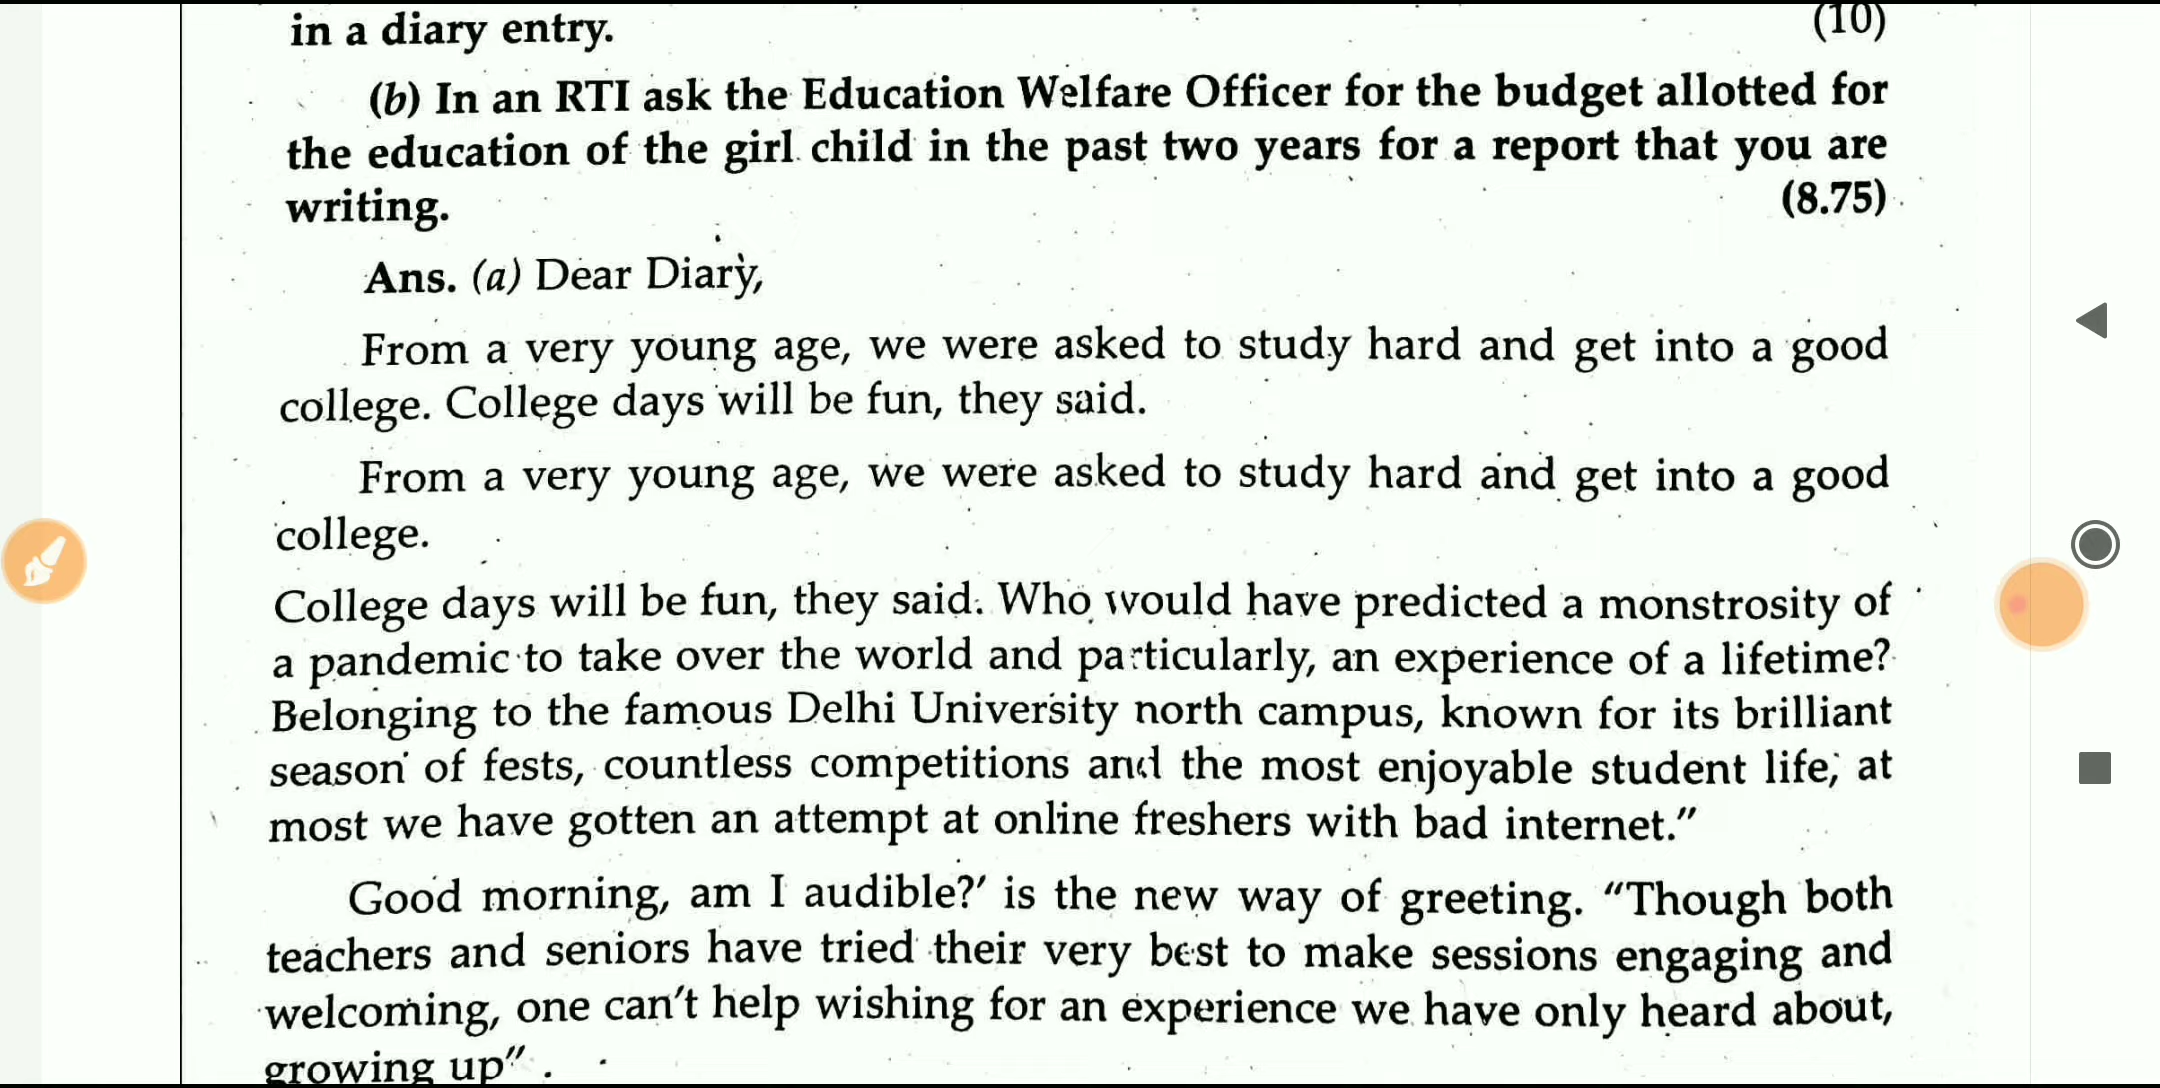 in a diary entry. (10)
(b) In an RTI ask the Education Welfare Officer for the budget allotted for
the education of the girl child in the past two years for a report that you are
writing. (8.75)
Ans. (a) Dear Diary,
From a very young age, we were asked to study hard and get into a good
college. College days will be fun, they said.
From a very young age, we were asked to study hard and get into a good
college.
College days will be fun, they said. Who would have predicted a monstrosity of
a pandemic to take over the world and particularly, an experience of a lifetime?
Belonging to the famous Delhi University north campus, known for its brilliant
season of fests, countless competitions and the most enjoyable student life; at
most we have gotten an attempt at online freshers with bad internet.”
Good morning, am I audible?’ is the new way of greeting. “Though both
teachers and seniors have tried their very best to make sessions engaging and
welcoming, one can’t help wishing for an experience we have only heard about,
growing up” .